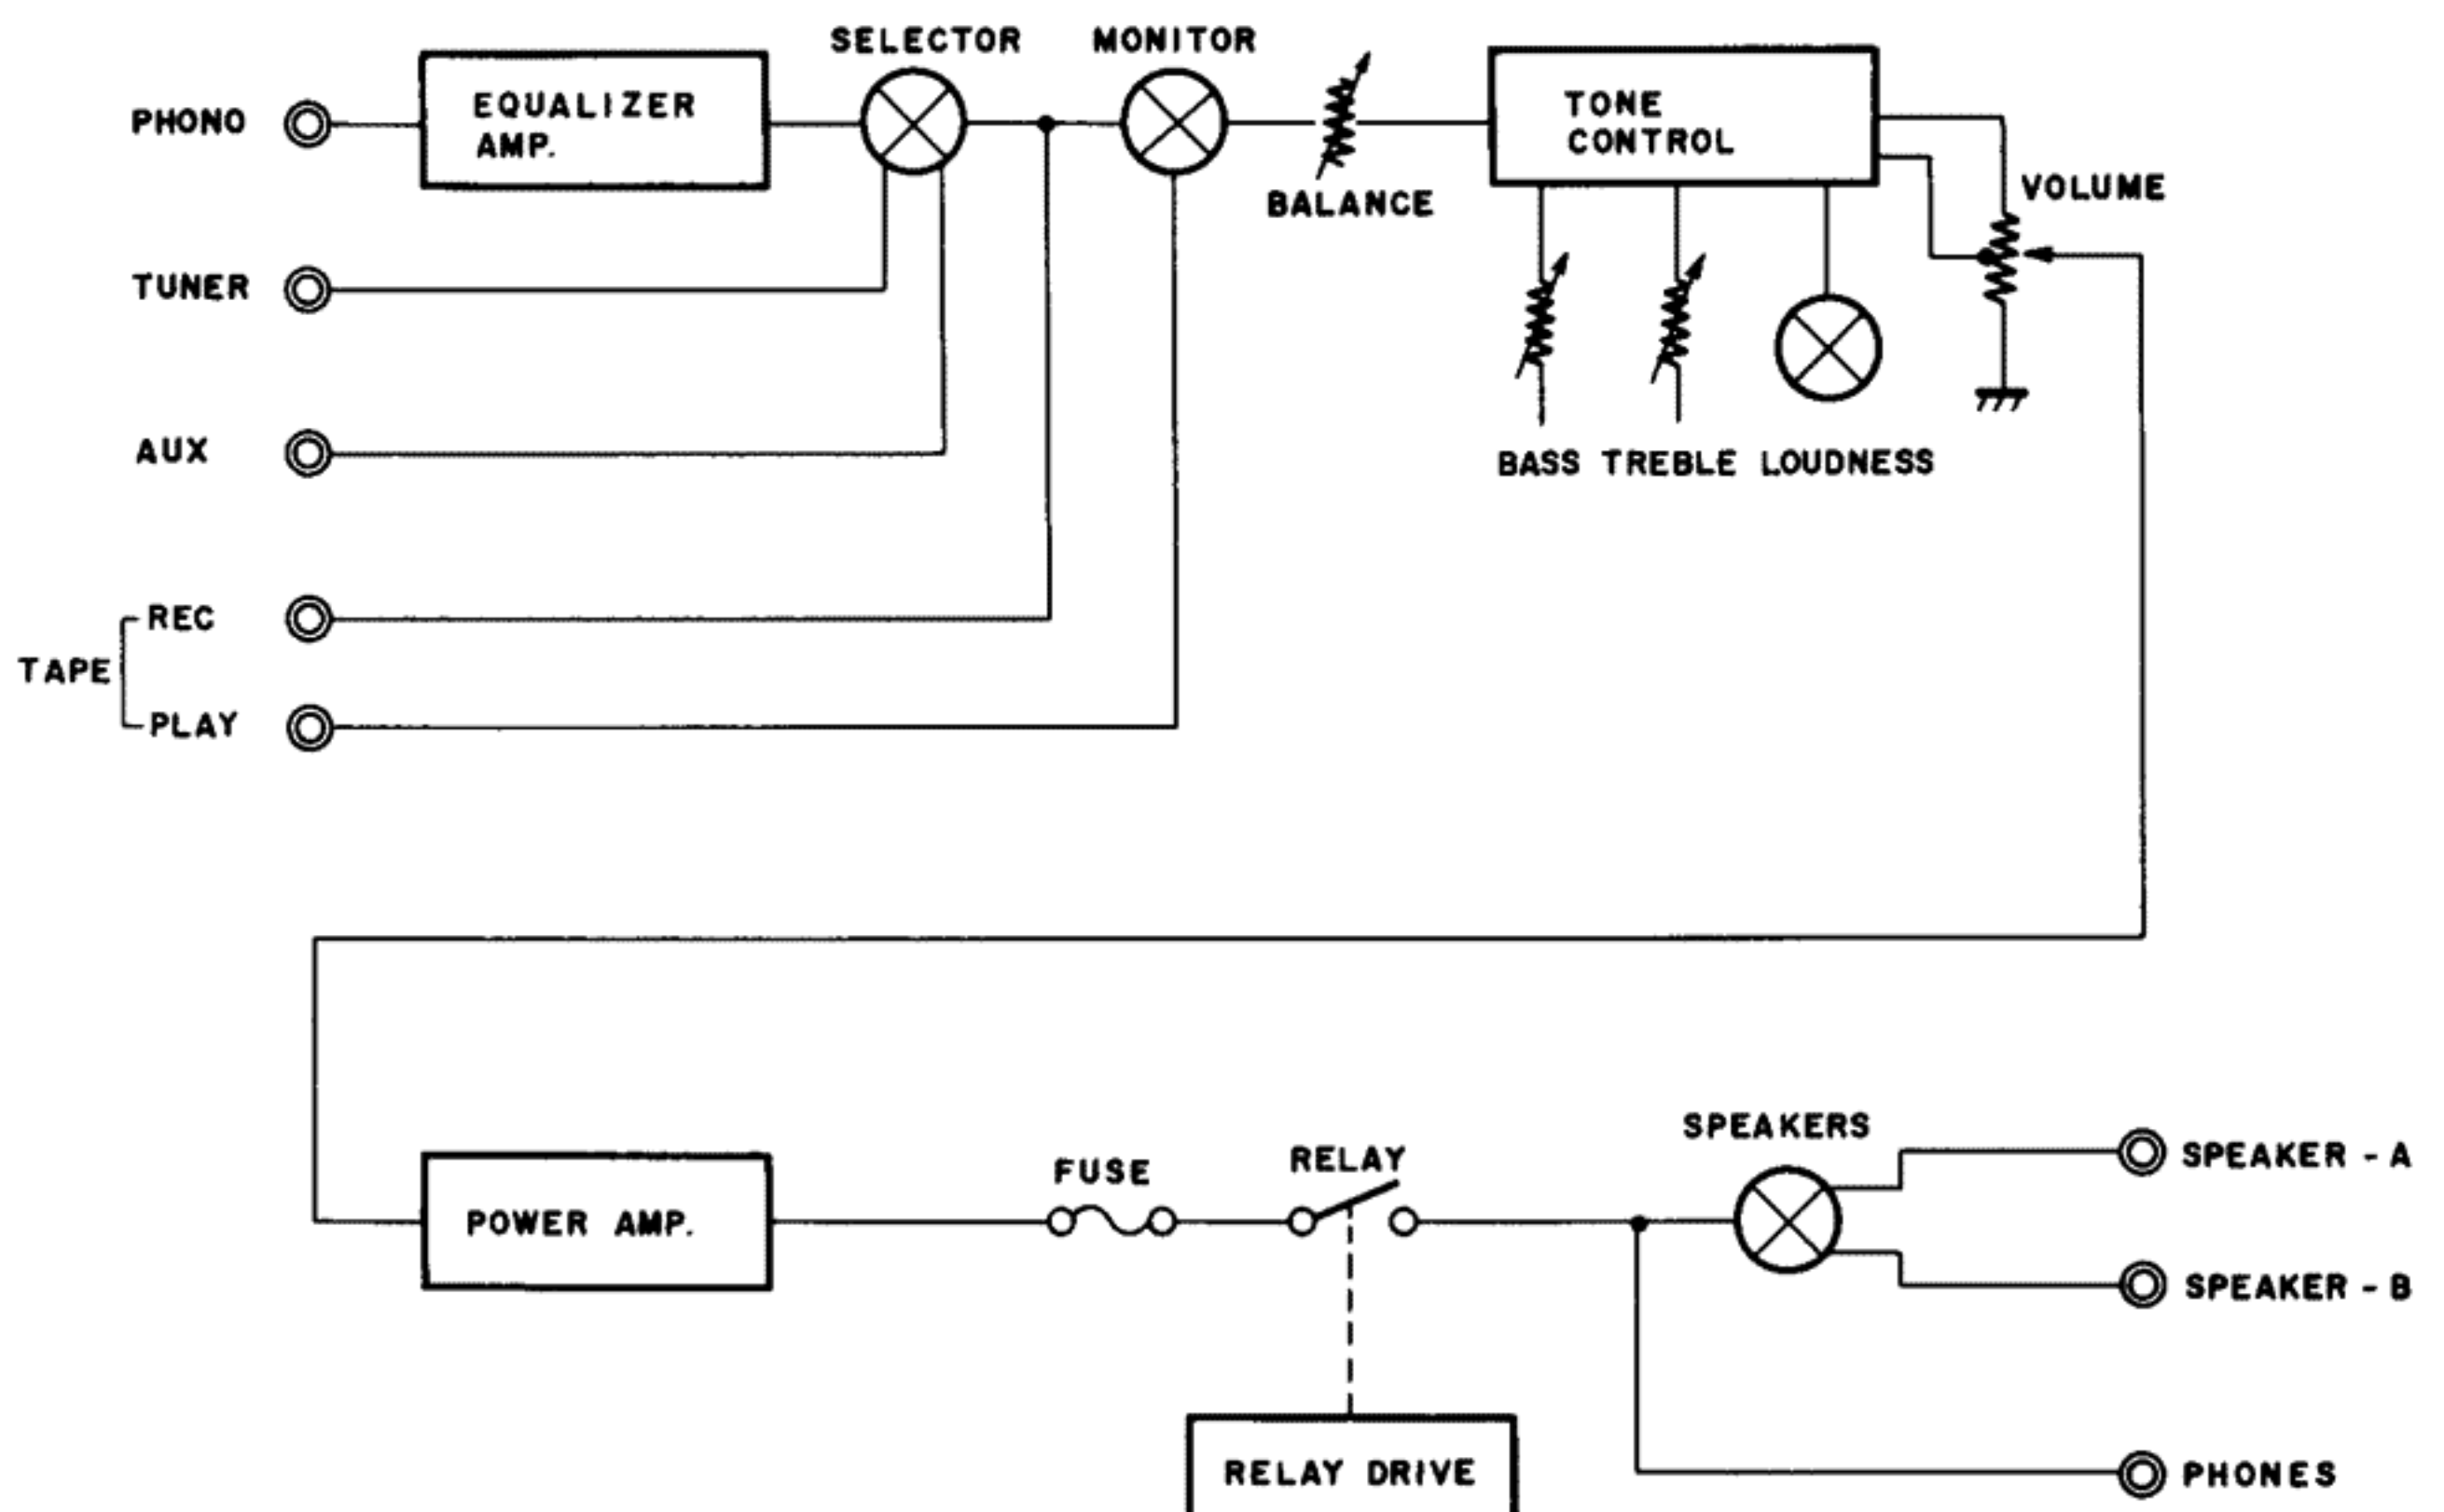 SELECTOR
MONITOR
PHONO
EQUALIZER
AMP.
TONE
CONTROL
BALANCE
VOLUME
TUNER
AUX
BASS TREBLE LOUDNESS
REC
TAPE
PLAY
SPEAKERS
FUSE
RELAY
SPEAKER - A
POWER AMP.
SPEAKER - B
RELAY DRIVE
PHONES